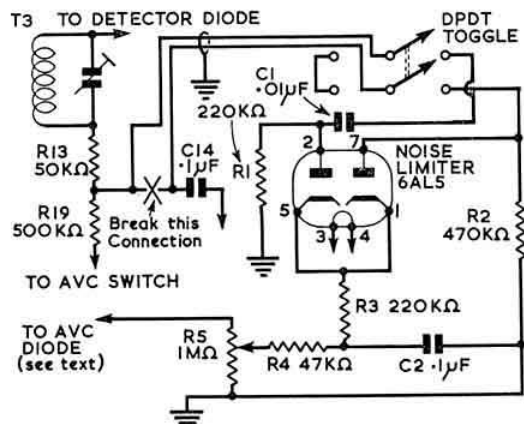 T3
TO DETECTOR DIODE
DPDT
TOGGLE
C1
.01µF
220KΩ
R13
50KΩ
C14
.1µF
R1
2
7
NOISE
LIMITER
6AL5
R19
500KΩ
Break this
Connection
5
1
3
4
R2
470KΩ
TO AVC SWITCH
R3 220KΩ
TO AVC
DIODE
(see text)
R5
1MΩ
R4 47KΩ
C2 .1µF